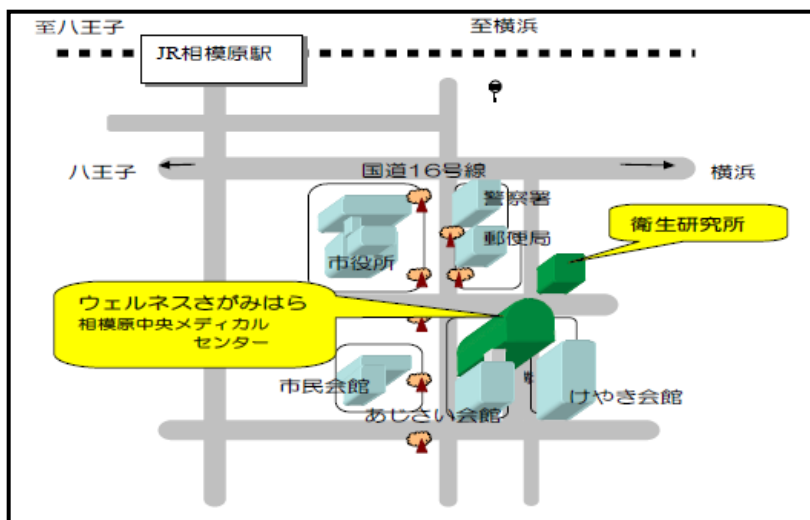 至八王子
至横浜
JR相模原駅
八王子
国道16号線
横浜
警察署
衛生研究所
郵便局
市役所
ウェルネスさがみはら
相模原中央メディカル
センター
市民会館
けやき会館
あじさい会館